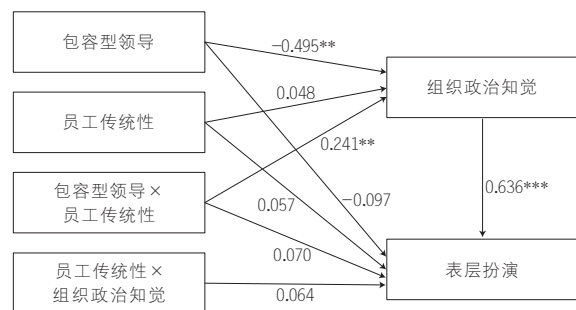 包容型领导
-0.495**
组织政治知觉
员工传统性
0.048
0.241**
包容型领导×
员工传统性
0.636***
-0.097
0.057
0.070
表层扮演
员工传统性×
组织政治知觉
0.064